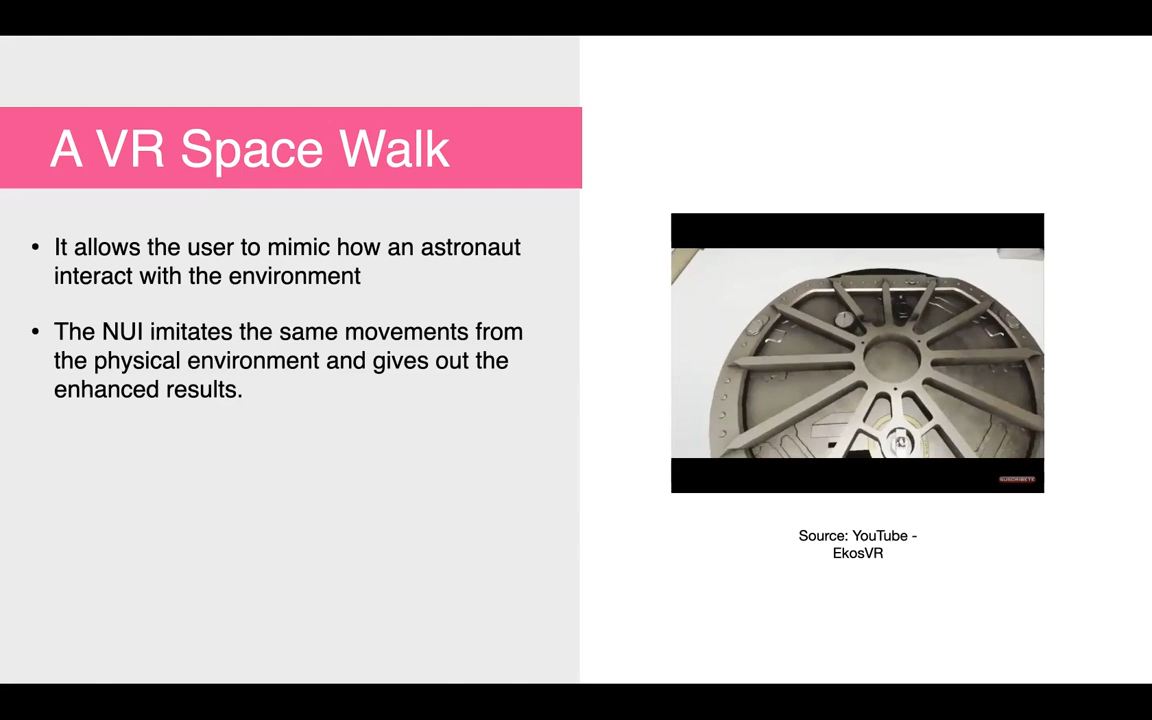 A VR Space Walk
• It allows the user to mimic how an astronaut
interact with the environment
• The NUI imitates the same movements from
the physical environment and gives out the
enhanced results.
SUSCRIBETE
Source: YouTube -
EkosVR